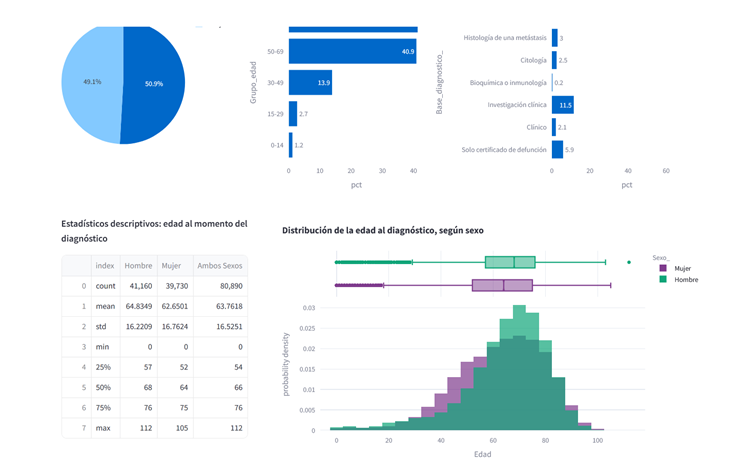 49.1%
50.9%
Grupo_edad
50-69
40.9
30-49
13.9
15-29
2.7
0-14
1.2
0
10
20
30
40
pct
Base_diagnostico_
Histología de una metástasis
3
Citología
2.5
Bioquímica o inmunología
0.2
Investigación clínica
11.5
Clínico
2.1
Solo certificado de defunción
5.9
0
20
40
60
pct
Estadísticos descriptivos: edad al momento del
diagnóstico
index Hombre Mujer Ambos Sexos
0 count 41,160 39,730 80,890
1 mean 64.8349 62.6501 63.7618
2 std 16.2209 16.7624 16.5251
3 min 0 0 0
4 25% 57 52 54
5 50% 68 64 66
6 75% 76 75 76
7 max 112 105 112
Distribución de la edad al diagnóstico, según sexo
Sexo_
Mujer
Hombre
probability density
0.03
0.025
0.02
0.015
0.01
0.005
0
0
20
40
60
80
100
Edad